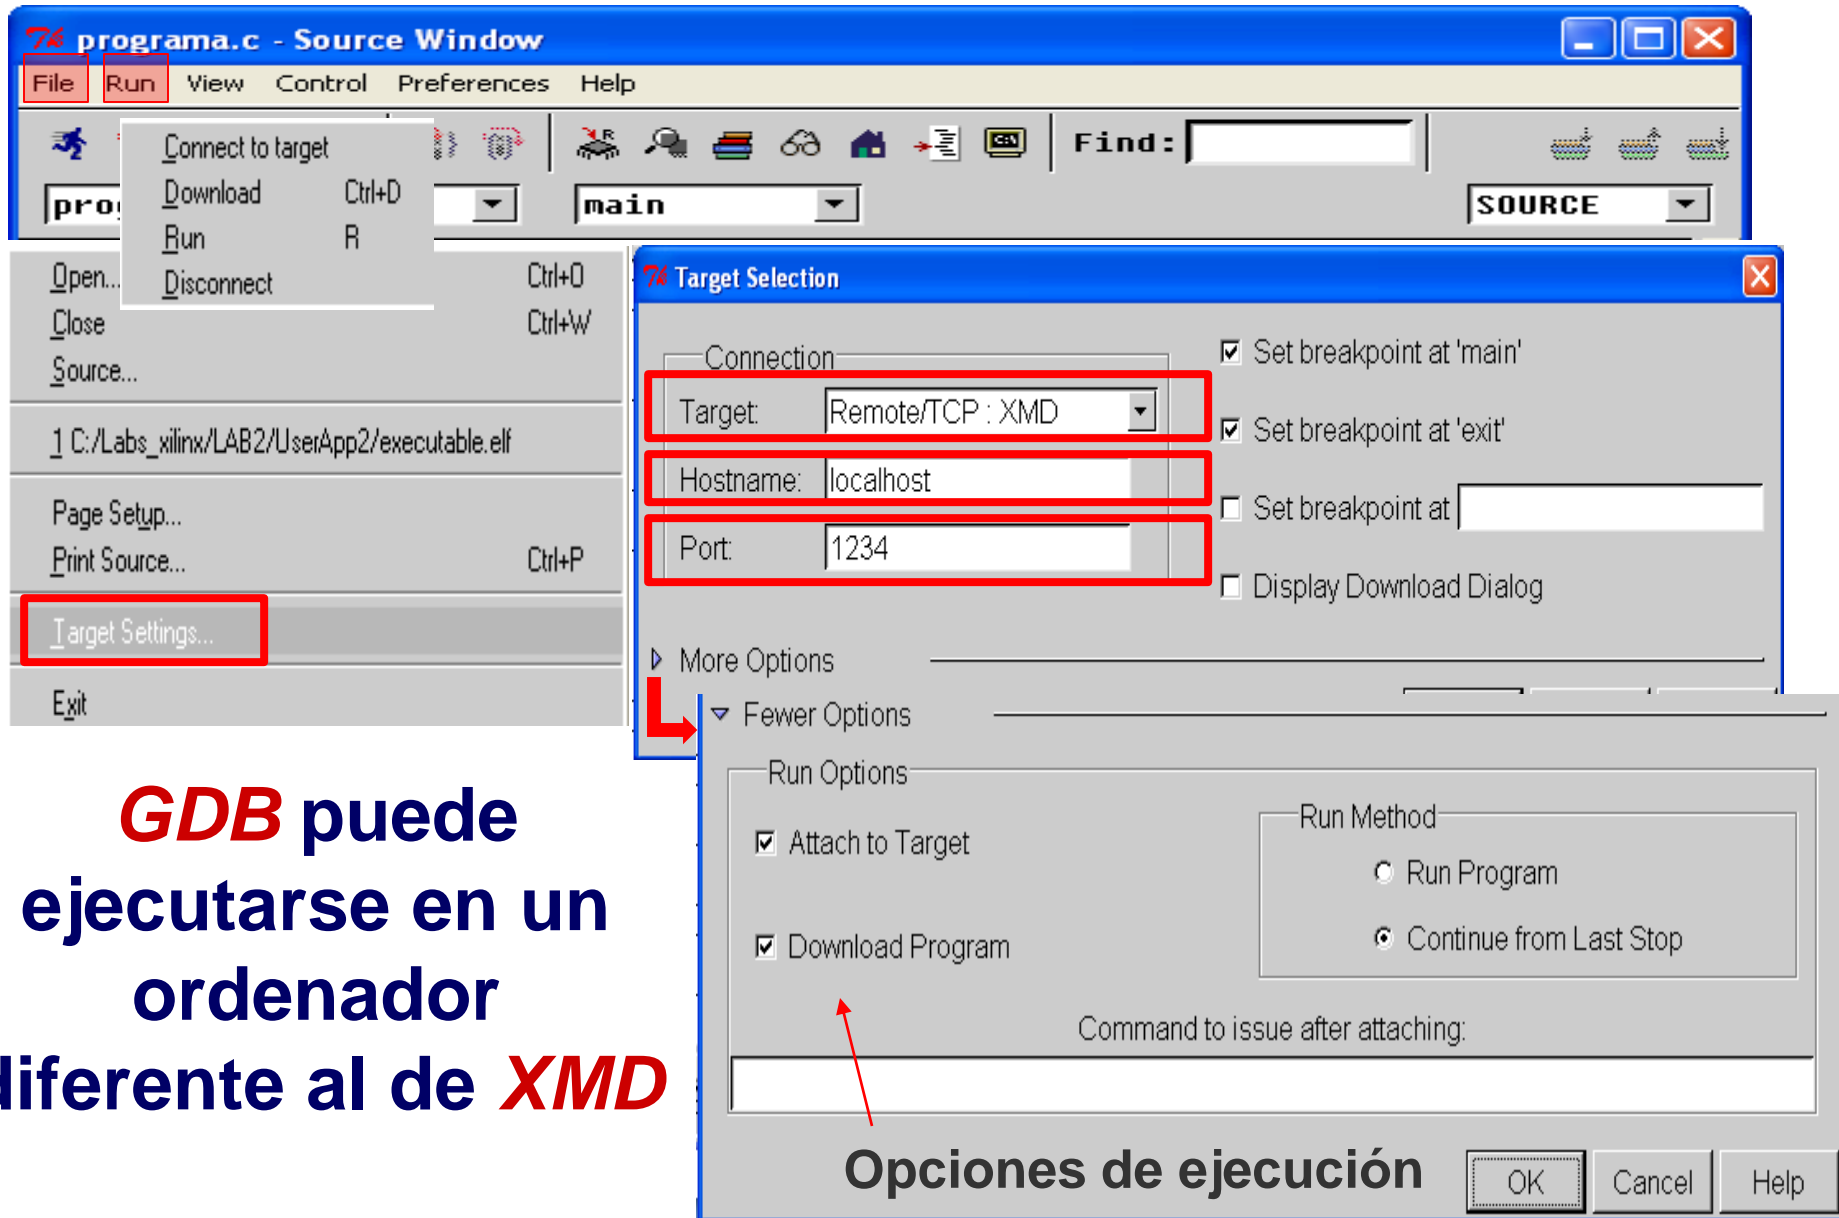 programa.c - Source Window
File Run View Control Preferences Help
Connect to target
Download Ctrl+D
Run R
Disconnect
Find:
main
SOURCE
Open... Ctrl+O
Close Ctrl+W
Source...
1 C:/Labs_xilinx/LAB2/UserApp2/executable.elf
Page Setup...
Print Source... Ctrl+P
Target Settings...
Exit
Target Selection
Connection
Target: Remote/TCP : XMD
Hostname: localhost
Port: 1234
Set breakpoint at 'main'
Set breakpoint at 'exit'
Set breakpoint at
Display Download Dialog
More Options
Fewer Options
Run Options
Attach to Target
Download Program
Run Method
Run Program
Continue from Last Stop
Command to issue after attaching:
OK Cancel Help
GDB puede
ejecutarse en un
ordenador
diferente al de XMD
Opciones de ejecución